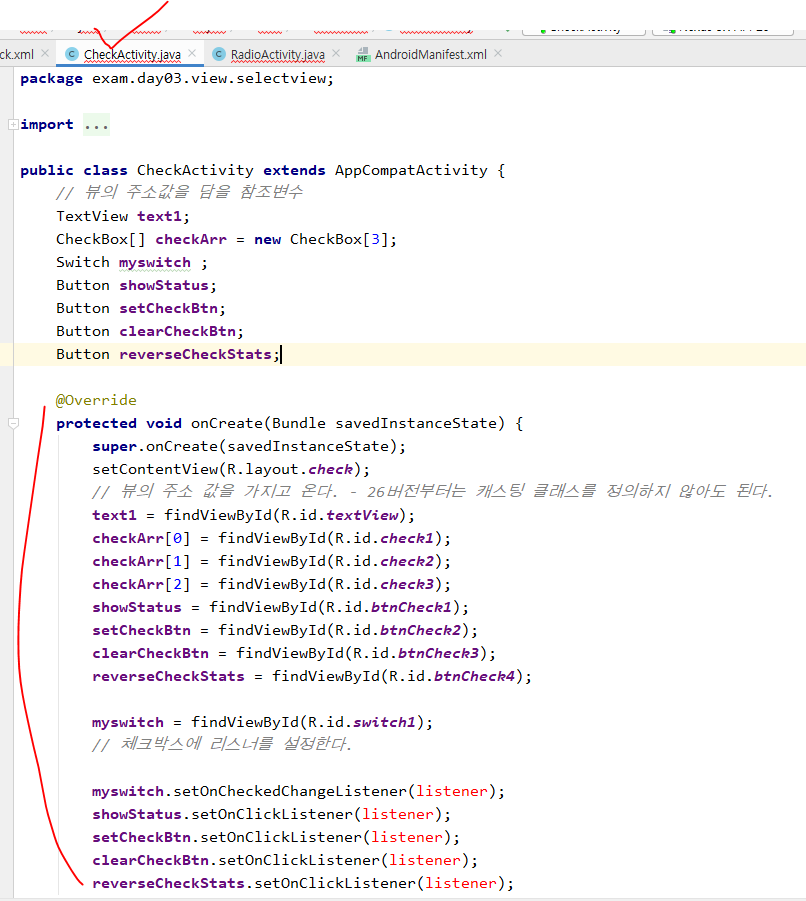 ck.xml CheckActivity.java RadioActivity.java AndroidManifest.xml
package exam.day03.view.selectview;
import ...
public class CheckActivity extends AppCompatActivity {
// 뷰의 주소값을 담을 참조변수
TextView text1;
CheckBox[] checkArr = new CheckBox[3];
Switch myswitch ;
Button showStatus;
Button setCheckBtn;
Button clearCheckBtn;
Button reverseCheckStats;
@Override
protected void onCreate(Bundle savedInstanceState) {
super.onCreate(savedInstanceState);
setContentView(R.layout.check);
// 뷰의 주소 값을 가지고 온다. - 26버전부터는 캐스팅 클래스를 정의하지 않아도 된다.
text1 = findViewById(R.id.textView);
checkArr[0] = findViewById(R.id.check1);
checkArr[1] = findViewById(R.id.check2);
checkArr[2] = findViewById(R.id.check3);
showStatus = findViewById(R.id.btnCheck1);
setCheckBtn = findViewById(R.id.btnCheck2);
clearCheckBtn = findViewById(R.id.btnCheck3);
reverseCheckStats = findViewById(R.id.btnCheck4);
myswitch = findViewById(R.id.switch1);
// 체크박스에 리스너를 설정한다.
myswitch.setOnCheckedChangeListener(listener);
showStatus.setOnClickListener(listener);
setCheckBtn.setOnClickListener(listener);
clearCheckBtn.setOnClickListener(listener);
reverseCheckStats.setOnClickListener(listener);